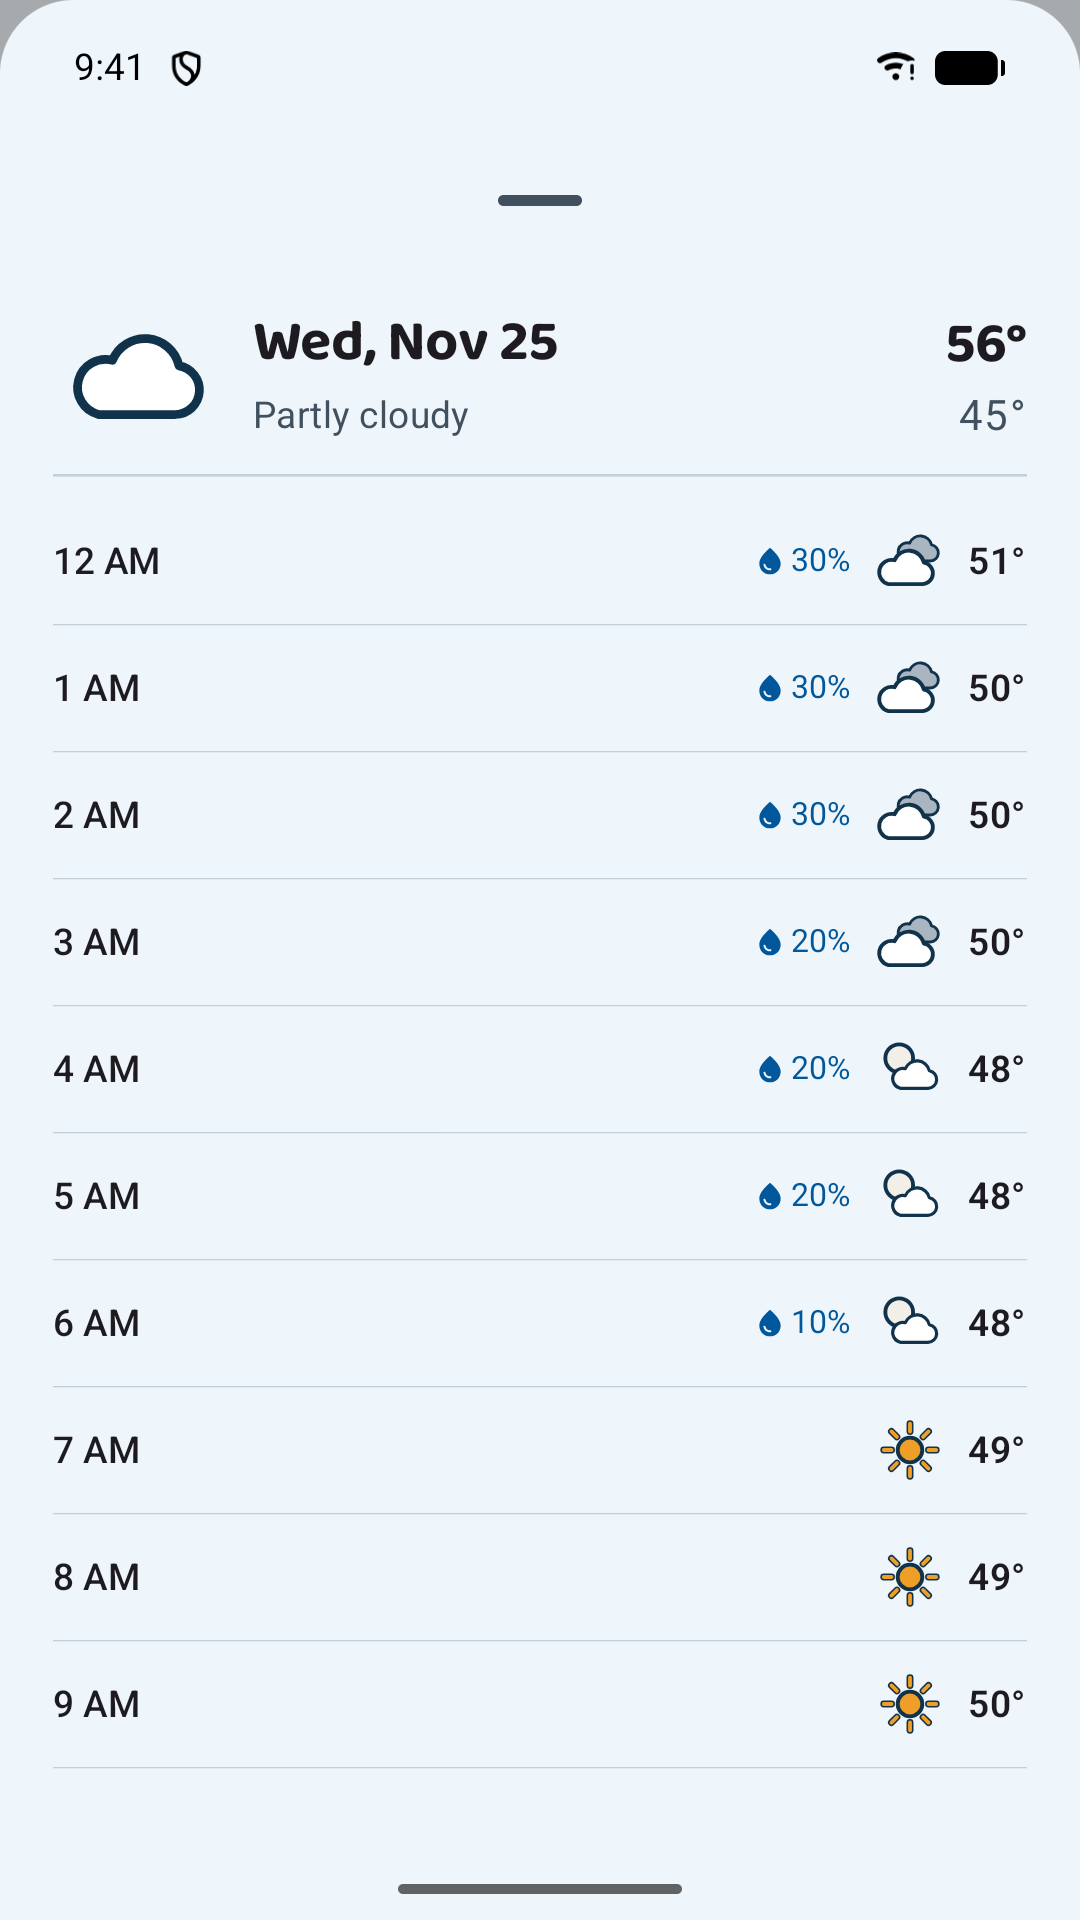 9:41
Wed, Nov 25 56°
Partly cloudy 45°
12 AM 30% 51°
1 AM 30% 50°
2 AM 30% 50°
3 AM 20% 50°
4 AM 20% 48°
5 AM 20% 48°
6 AM 10% 48°
7 AM 49°
8 AM 49°
9 AM 50°